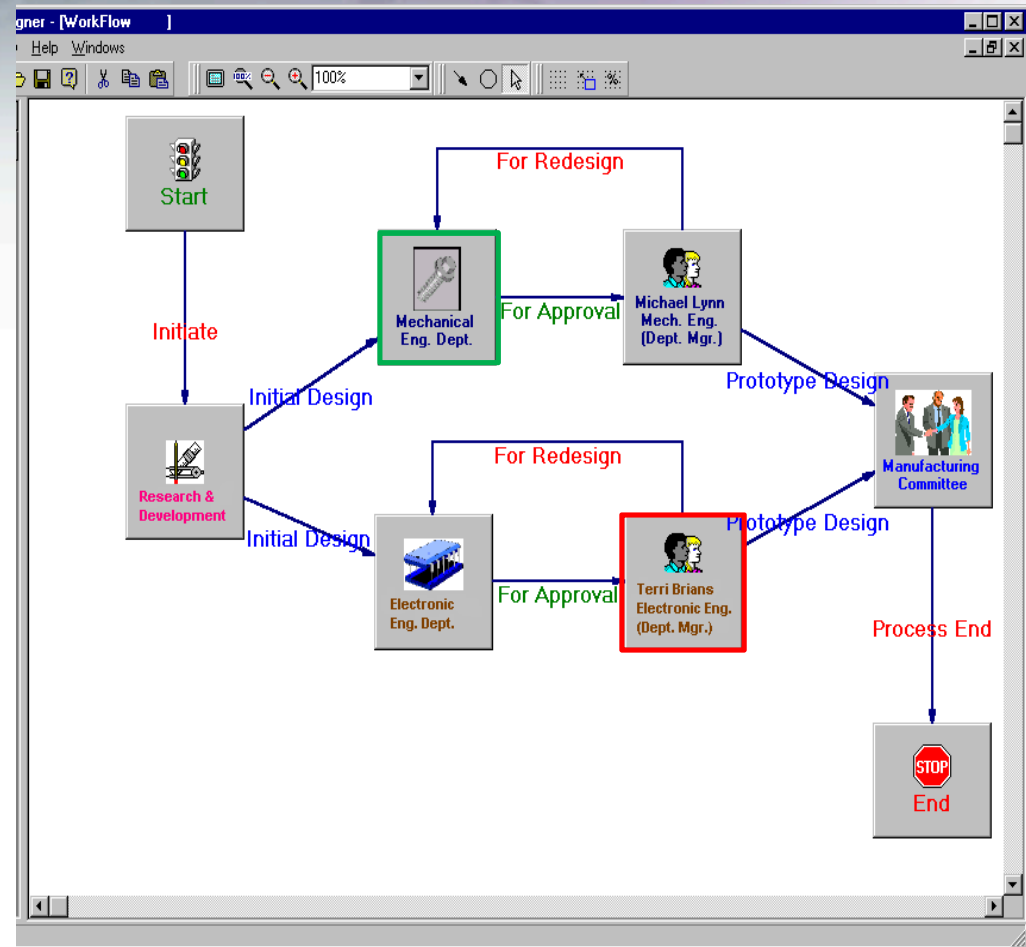 gner - [WorkFlow ]
Help Windows
100%
Start
For Redesign
Mechanical
Eng. Dept.
For Approval
Michael Lynn
Mech. Eng.
(Dept. Mgr.)
Initiate
Initial Design
Prototype Design
Manufacturing
Committee
Research &
Development
For Redesign
Initial Design
Prototype Design
Electronic
Eng. Dept.
For Approval
Terri Brians
Electronic Eng.
(Dept. Mgr.)
Process End
STOP
End